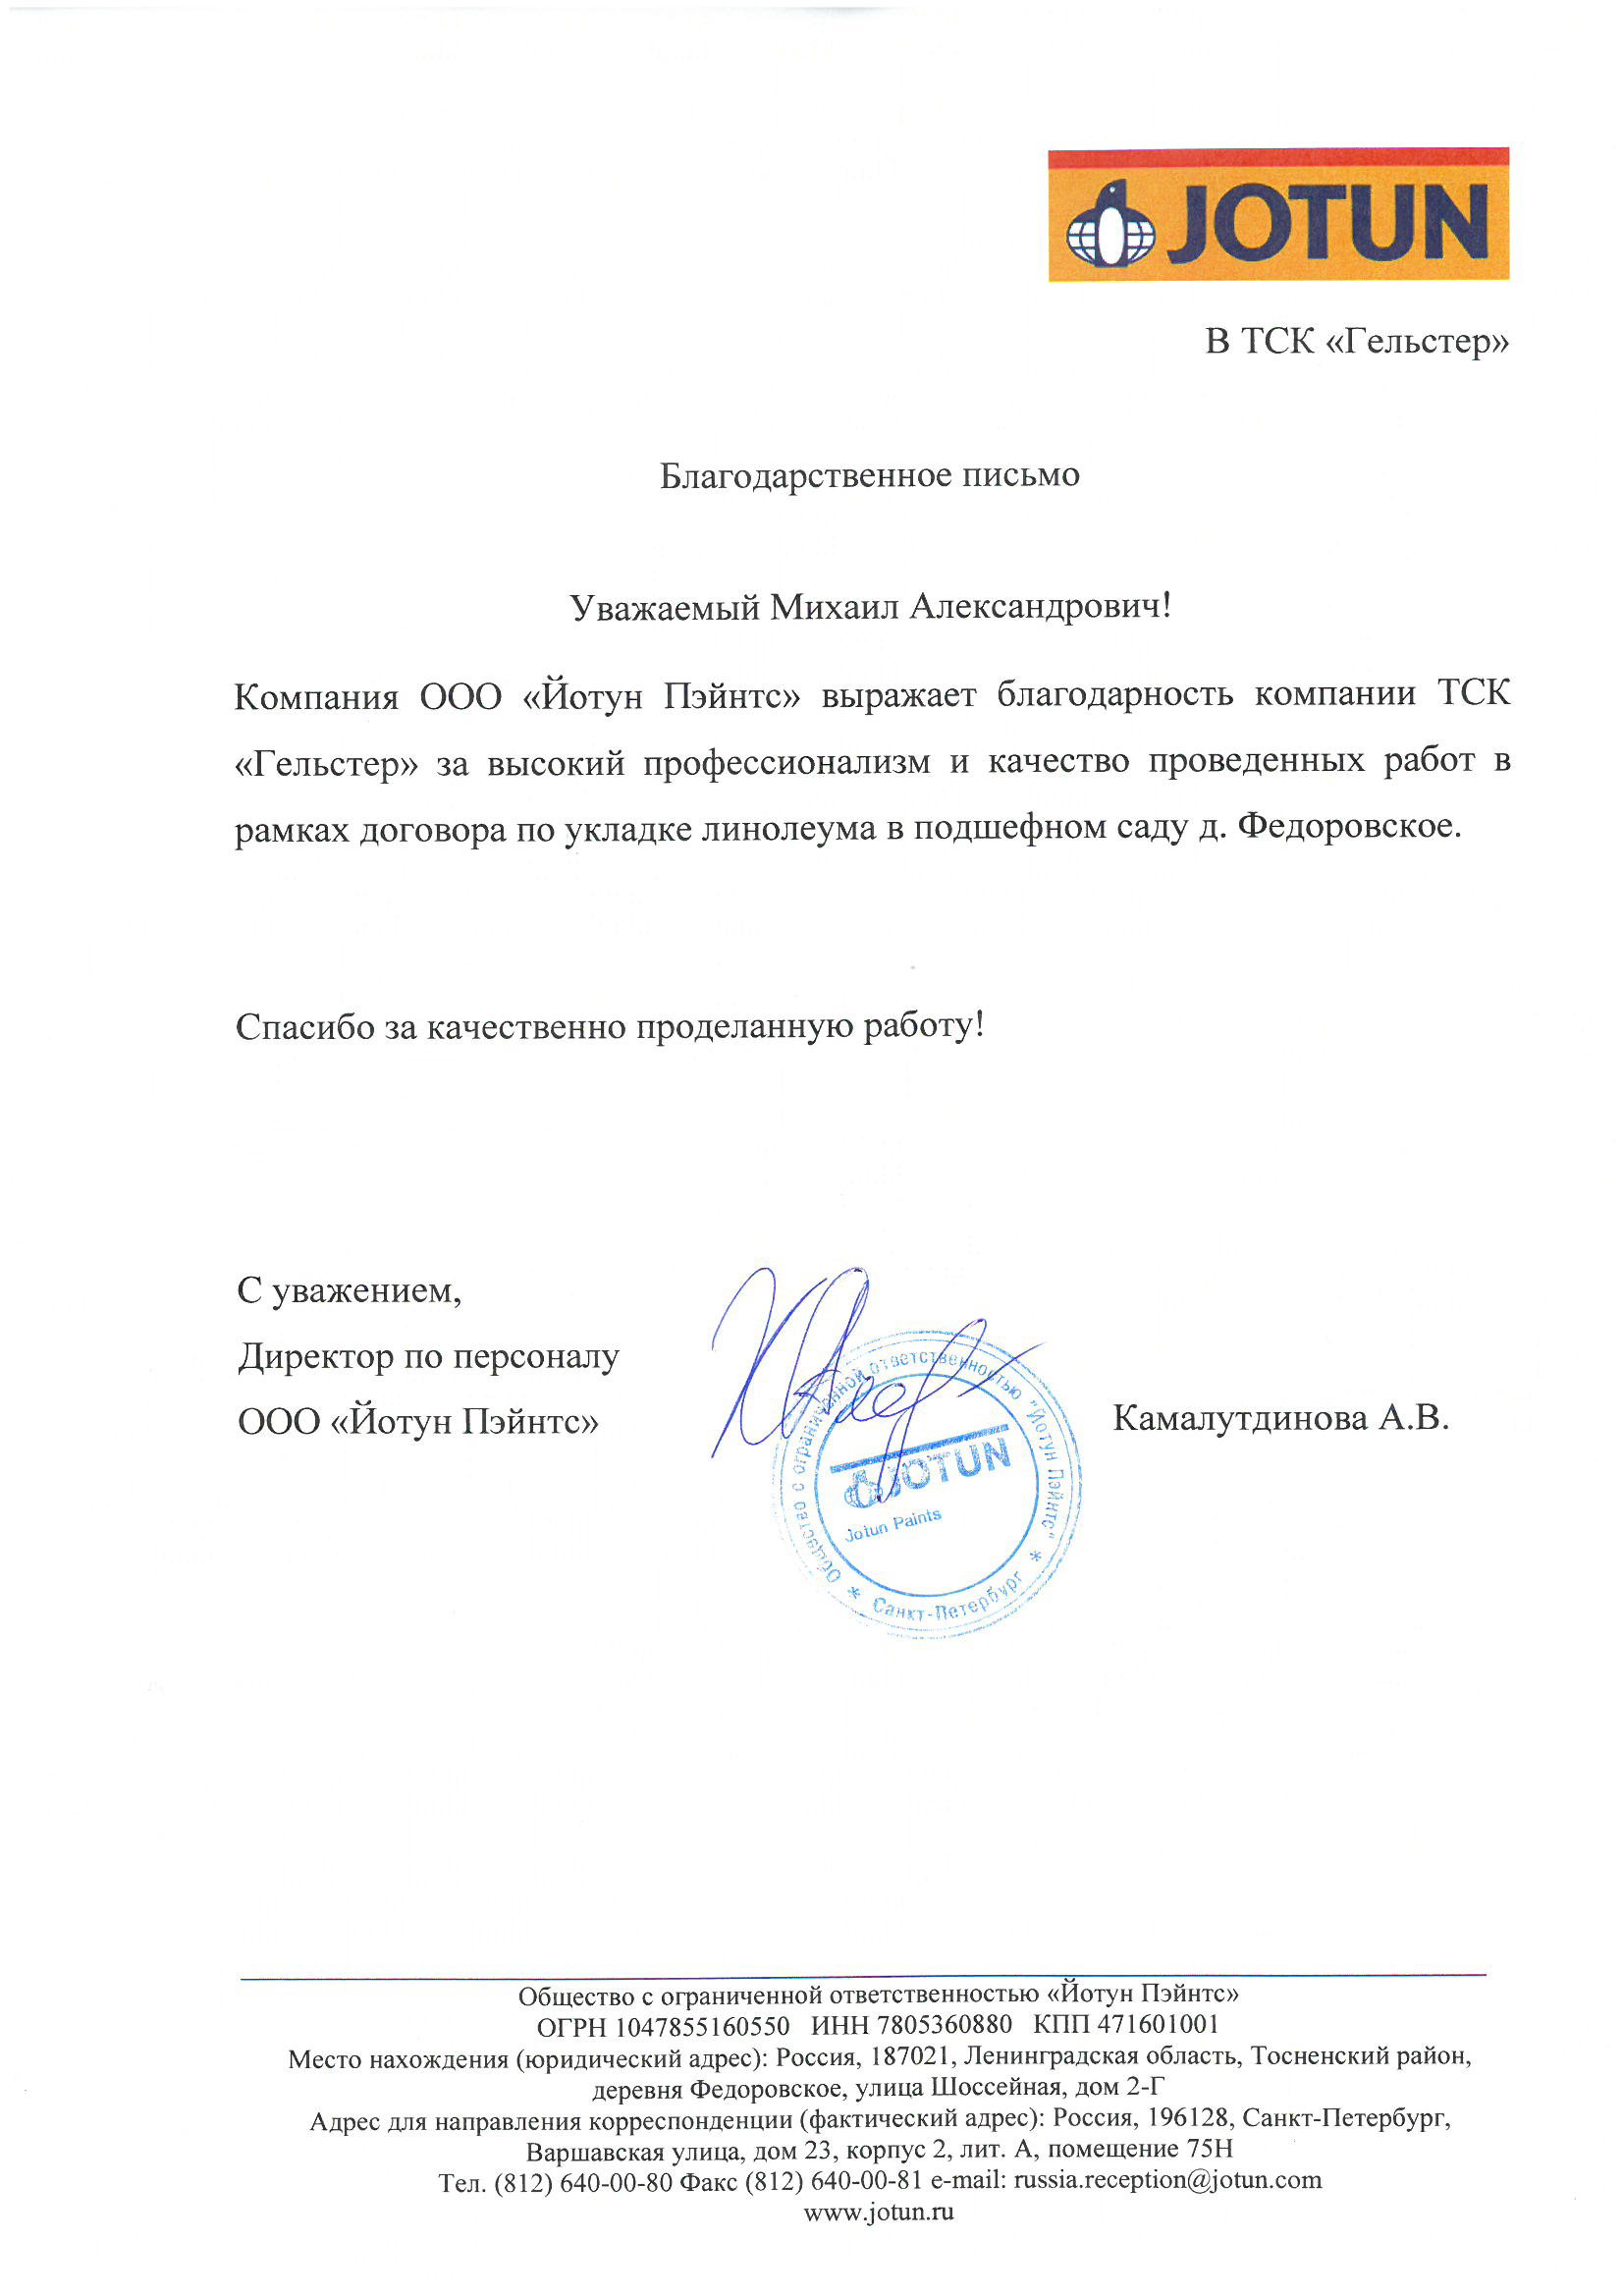 JOTUN
В ТСК «Гельстер»
Благодарственное письмо
Уважаемый Михаил Александрович!
Компания ООО «Йотун Пэйнтс» выражает благодарность компании ТСК
«Гельстер» за высокий профессионализм и качество проведенных работ в
рамках договора по укладке линолеума в подшефном саду д. Федоровское.
Спасибо за качественно проделанную работу!
С уважением,
Директор по персоналу
ООО «Йотун Пэйнтс»
Камалутдинова А.В.
Общество с ограниченной ответственностью "Йотун Пэйнтс"
* Санкт-Петербург *
JOTUN
Jotun Paints
Общество с ограниченной ответственностью «Йотун Пэйнтс»
ОГРН 1047855160550 ИНН 7805360880 КПП 471601001
Место нахождения (юридический адрес): Россия, 187021, Ленинградская область, Тосненский район,
деревня Федоровское, улица Шоссейная, дом 2-Г
Адрес для направления корреспонденции (фактический адрес): Россия, 196128, Санкт-Петербург,
Варшавская улица, дом 23, корпус 2, лит. А, помещение 75Н
Тел. (812) 640-00-80 Факс (812) 640-00-81 e-mail: russia.reception@jotun.com
www.jotun.ru